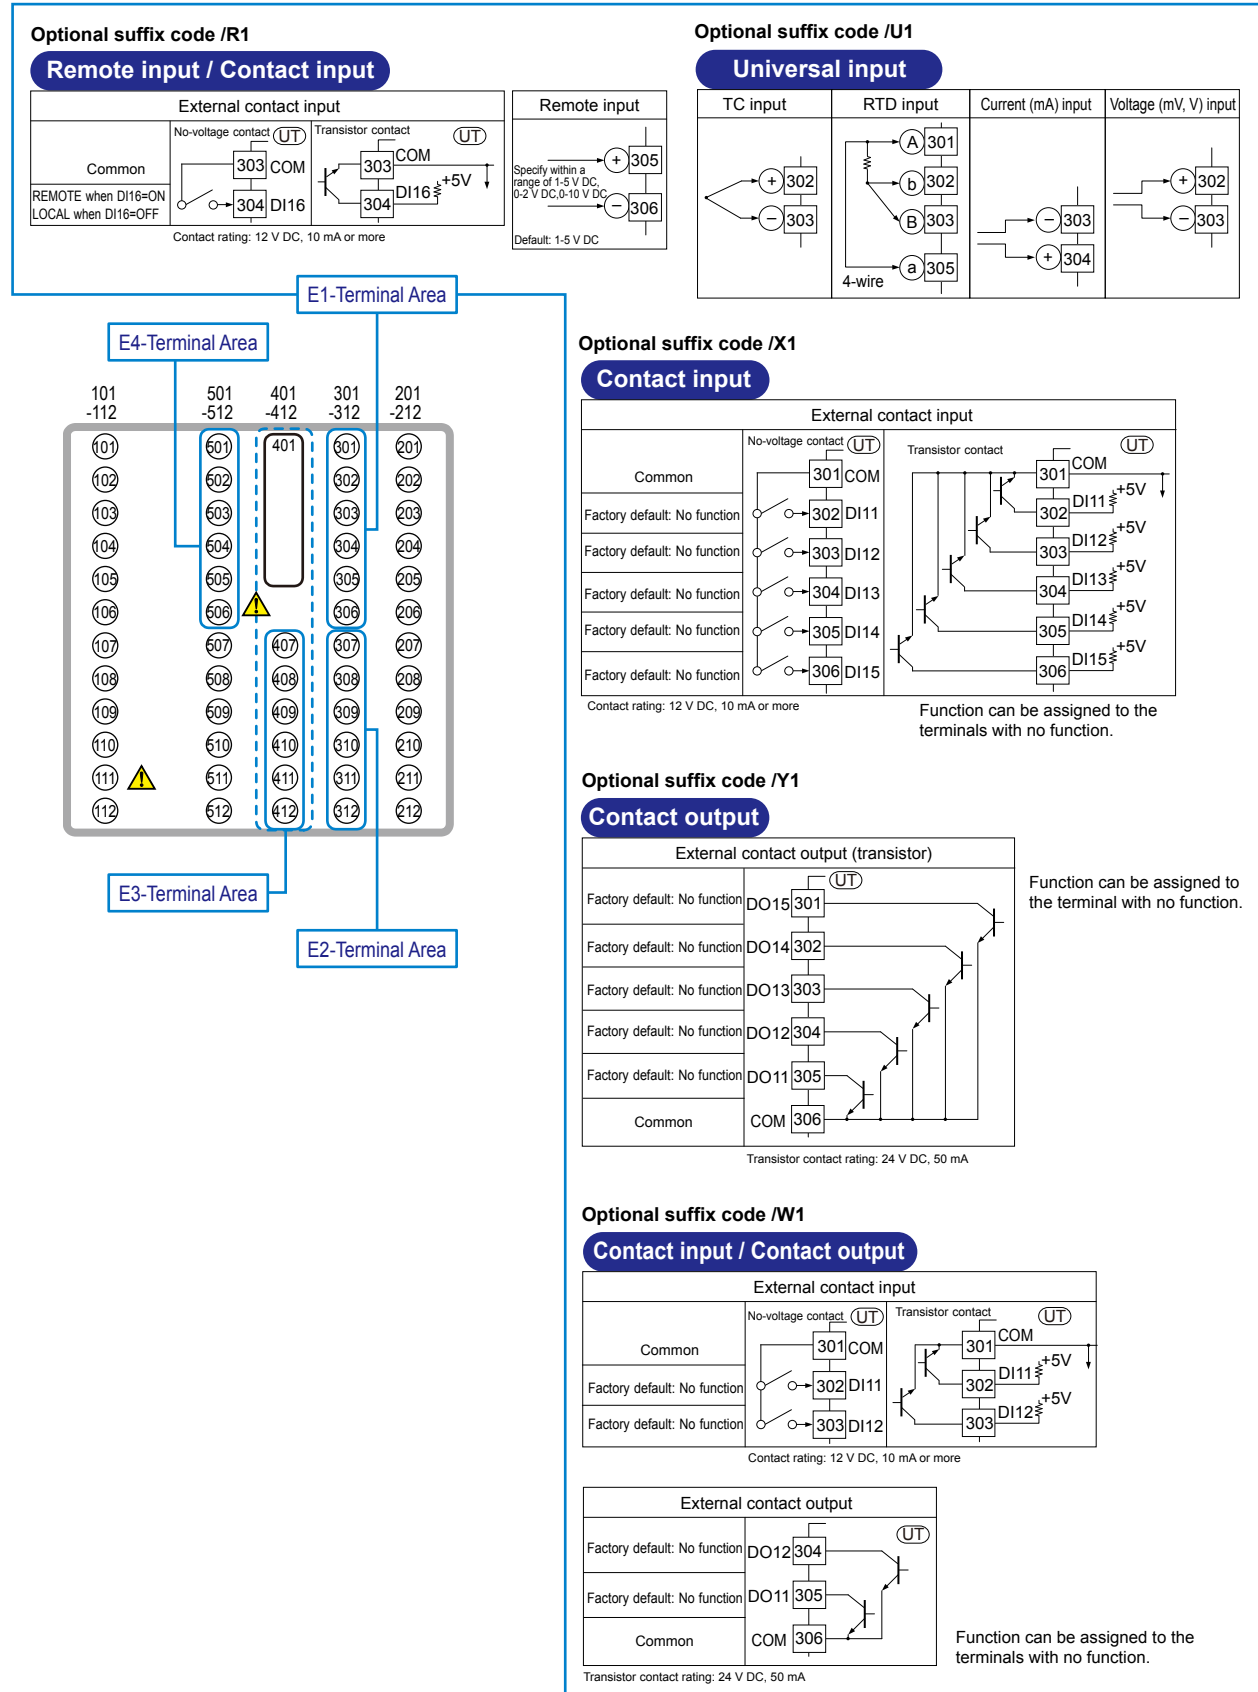 Optional suffix code /R1
Remote input / Contact input
External contact input
No-voltage contact
UT
Transistor contact
UT
Common
303
COM
303
COM
REMOTE when DI16=ON
LOCAL when DI16=OFF
304
DI16
304
DI16
+5V
Contact rating: 12 V DC, 10 mA or more
Remote input
+
305
Specify within a
range of 1-5 V DC,
0-2 V DC,0-10 V DC.
−
306
Default: 1-5 V DC
Optional suffix code /U1
Universal input
TC input
RTD input
Current (mA) input
Voltage (mV, V) input
+
302
−
303
A
301
b
302
B
303
a
305
4-wire
−
303
+
304
+
302
−
303
E1-Terminal Area
E4-Terminal Area
101
-112
501
-512
401
-412
301
-312
201
-212
101 501 401 301 201
102 502 302 202
103 503 303 203
104 504 304 204
105 505 305 205
106 506 306 206
107 507 407 307 207
108 508 408 308 208
109 509 409 309 209
110 510 410 310 210
111 511 411 311 211
112 512 412 312 212
E3-Terminal Area
E2-Terminal Area
Optional suffix code /X1
Contact input
External contact input
No-voltage contact
UT
Transistor contact
UT
Common
301
COM
301
COM
Factory default: No function
302
DI11
302
DI11
+5V
Factory default: No function
303
DI12
303
DI12
+5V
Factory default: No function
304
DI13
304
DI13
+5V
Factory default: No function
305
DI14
305
DI14
+5V
Factory default: No function
306
DI15
306
DI15
+5V
Contact rating: 12 V DC, 10 mA or more
Function can be assigned to the
terminals with no function.
Optional suffix code /Y1
Contact output
External contact output (transistor)
UT
Factory default: No function
DO15
301
Factory default: No function
DO14
302
Factory default: No function
DO13
303
Factory default: No function
DO12
304
Factory default: No function
DO11
305
Common
COM
306
Transistor contact rating: 24 V DC, 50 mA
Function can be assigned to
the terminal with no function.
Optional suffix code /W1
Contact input / Contact output
External contact input
No-voltage contact
UT
Transistor contact
UT
Common
301
COM
301
COM
Factory default: No function
302
DI11
302
DI11
+5V
Factory default: No function
303
DI12
303
DI12
+5V
Contact rating: 12 V DC, 10 mA or more
External contact output
UT
Factory default: No function
DO12
304
Factory default: No function
DO11
305
Common
COM
306
Transistor contact rating: 24 V DC, 50 mA
Function can be assigned to the
terminals with no function.